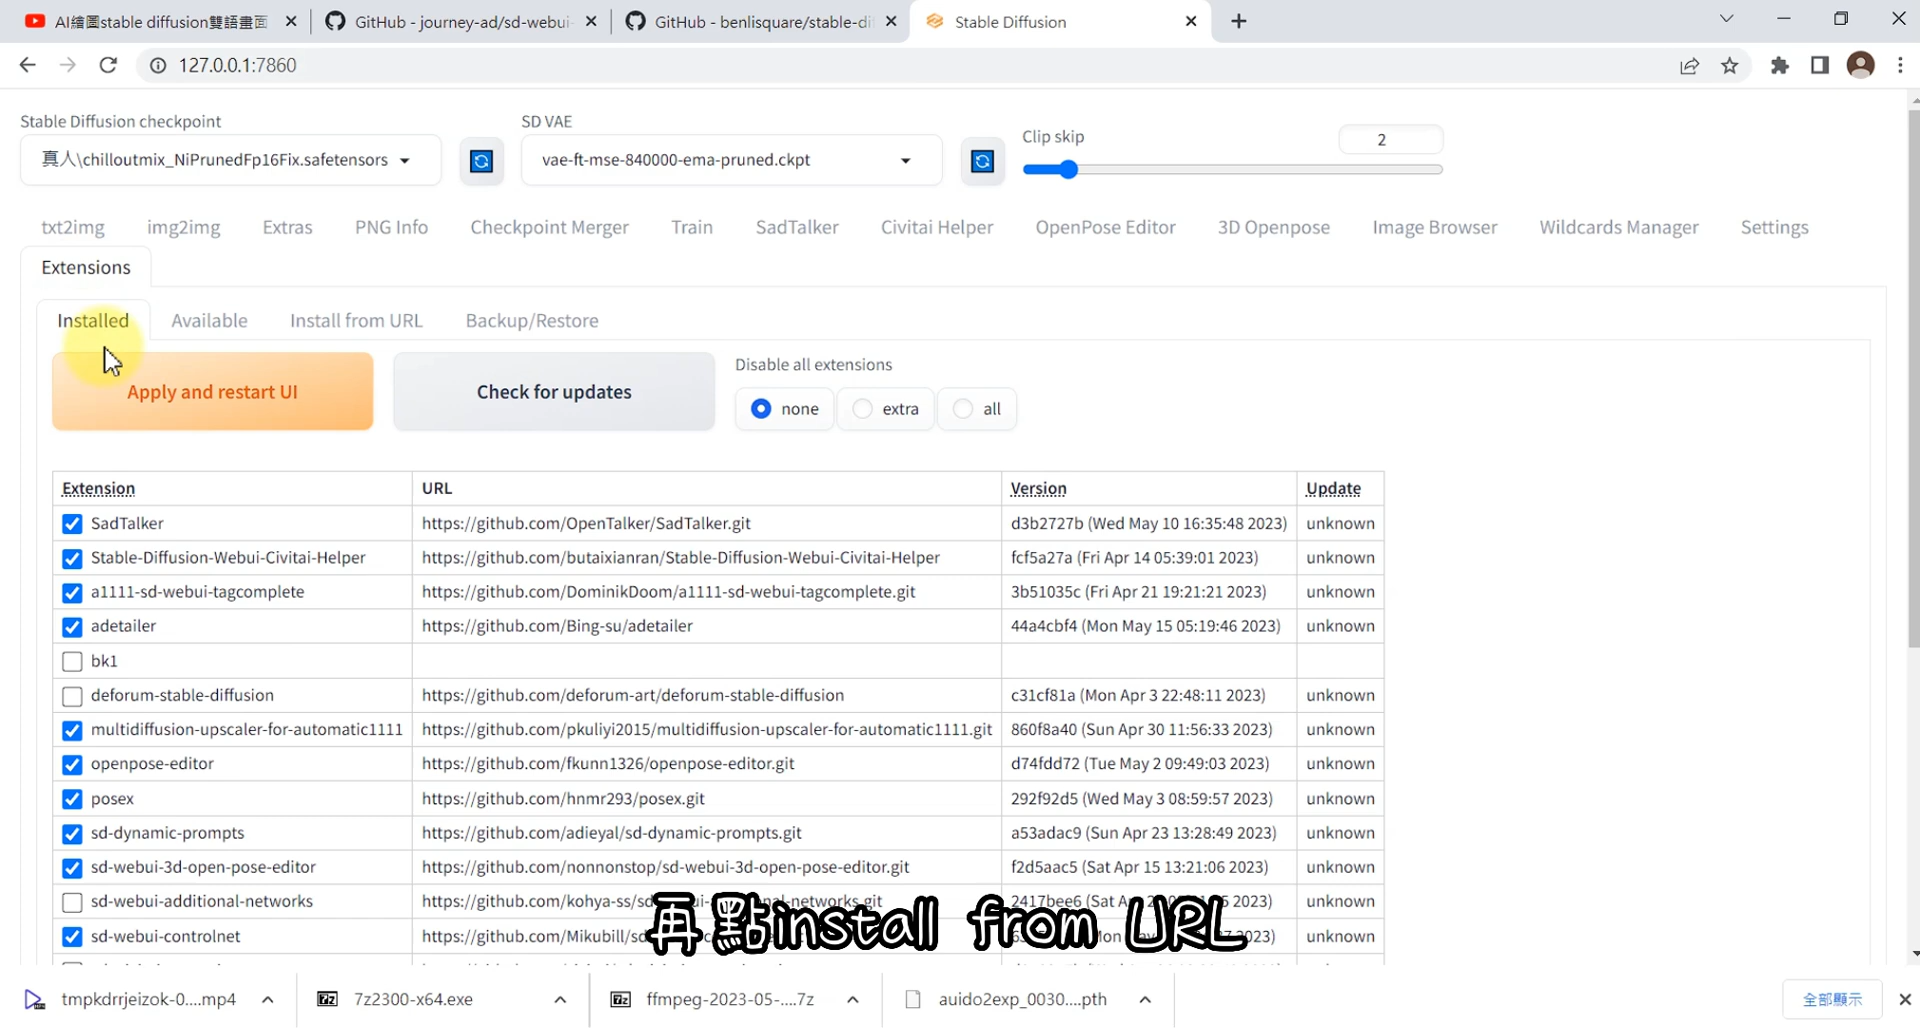 AI繪圖stable diffusion雙語畫面
GitHub - journey-ad/sd-webui-
GitHub - benlisquare/stable-dif
Stable Diffusion
127.0.0.1:7860
Stable Diffusion checkpoint
SD VAE
Clip skip
2
真人\chilloutmix_NiPrunedFp16Fix.safetensors
vae-ft-mse-840000-ema-pruned.ckpt
txt2img img2img Extras PNG Info Checkpoint Merger Train SadTalker Civitai Helper OpenPose Editor 3D Openpose Image Browser Wildcards Manager Settings
Extensions
Installed Available Install from URL Backup/Restore
Disable all extensions
Apply and restart UI
Check for updates
none extra all
Extension URL Version Update
SadTalker https://github.com/OpenTalker/SadTalker.git d3b2727b (Wed May 10 16:35:48 2023) unknown
Stable-Diffusion-Webui-Civitai-Helper https://github.com/butaixianran/Stable-Diffusion-Webui-Civitai-Helper fcf5a27a (Fri Apr 14 05:39:01 2023) unknown
a1111-sd-webui-tagcomplete https://github.com/DominikDoom/a1111-sd-webui-tagcomplete.git 3b51035c (Fri Apr 21 19:21:21 2023) unknown
adetailer https://github.com/Bing-su/adetailer 44a4cbf4 (Mon May 15 05:19:46 2023) unknown
bk1
deforum-stable-diffusion https://github.com/deforum-art/deforum-stable-diffusion c31cf81a (Mon Apr 3 22:48:11 2023) unknown
multidiffusion-upscaler-for-automatic1111 https://github.com/pkuliyi2015/multidiffusion-upscaler-for-automatic1111.git 860f8a40 (Sun Apr 30 11:56:33 2023) unknown
openpose-editor https://github.com/fkunn1326/openpose-editor.git d74fdd72 (Tue May 2 09:49:03 2023) unknown
posex https://github.com/hnmr293/posex.git 292f92d5 (Wed May 3 08:59:57 2023) unknown
sd-dynamic-prompts https://github.com/adieyal/sd-dynamic-prompts.git a53adac9 (Sun Apr 23 13:28:49 2023) unknown
sd-webui-3d-open-pose-editor https://github.com/nonnonstop/sd-webui-3d-open-pose-editor.git f2d5aac5 (Sat Apr 15 13:21:06 2023) unknown
sd-webui-additional-networks https://github.com/kohya-ss/sd 2417bee6 (Sat 2023) unknown
sd-webui-controlnet https://github.com/Mikubill/sd 2023) unknown
再點install from URL
tmpkdrrjeizok-0....mp4
7z2300-x64.exe
ffmpeg-2023-05-....7z
auido2exp_0030....pth
全部顯示